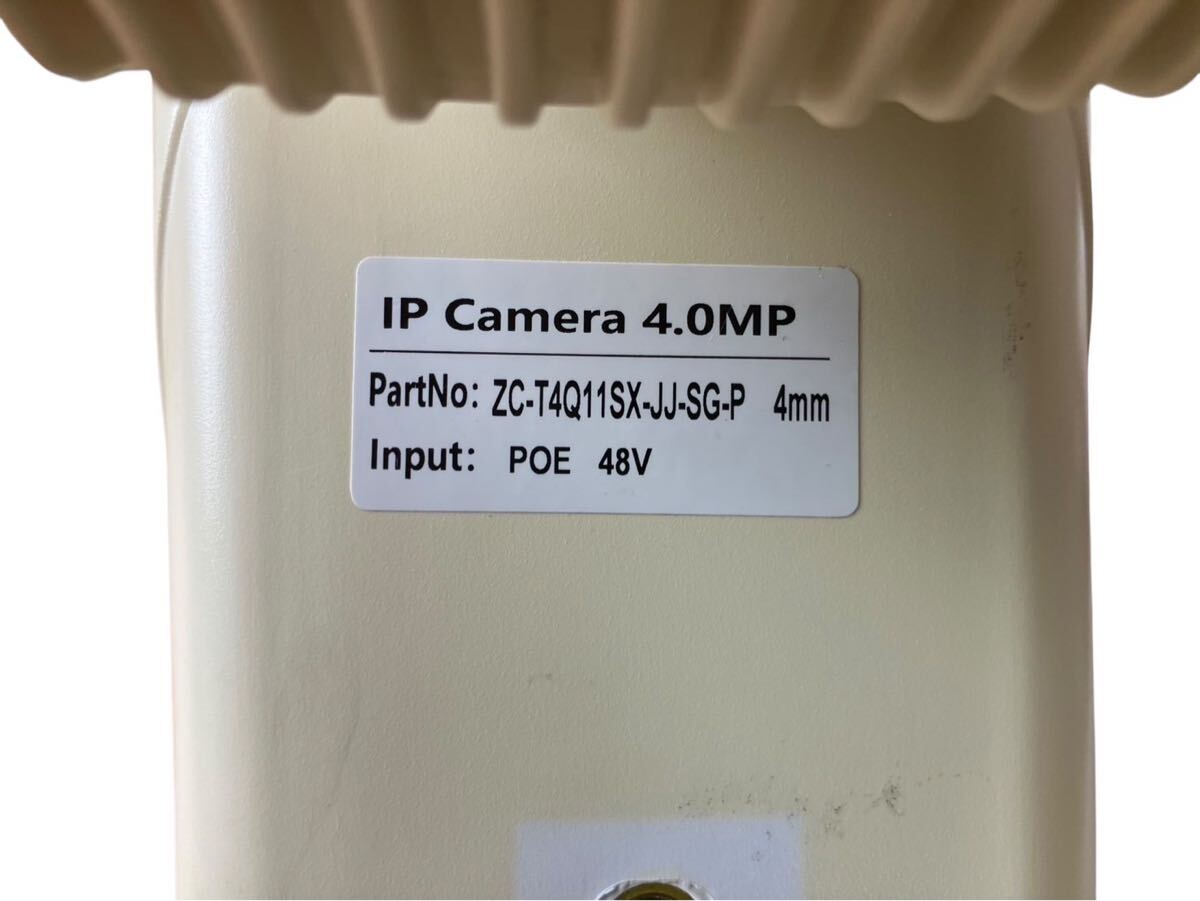 IP Camera 4.0MP
PartNo: ZC-T4Q11SX-JJ-SG-P 4mm
Input: POE 48V